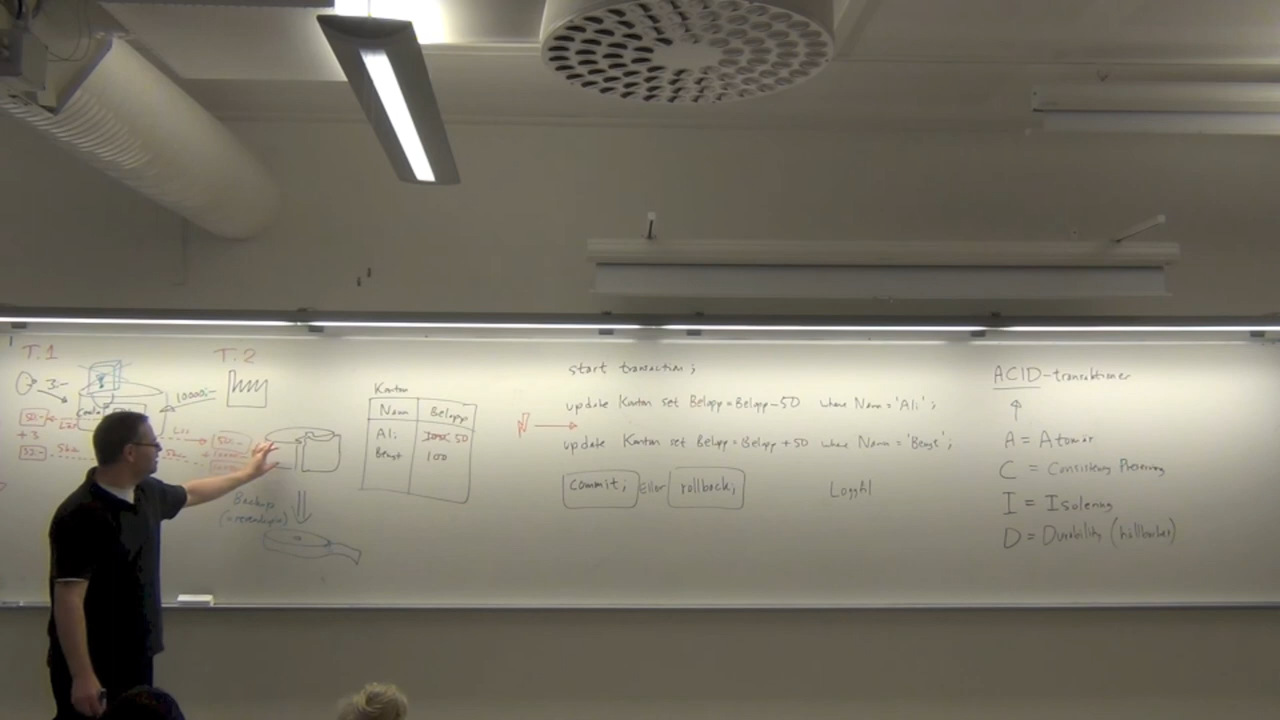 T.1
T.2
3:-
10000:-
+3
Backup
Konton
Namn Belopp
Ali 50
Bengt 100
start transaction;
update Konton set Belopp=Belopp-50 where Namn='Ali';
update Konton set Belopp=Belopp+50 where Namn='Bengt';
commit; Eller rollback;
Loggfil
ACID-transaktioner
A = Atomär
C = Consistency Preserving
I = Isolering
D = Durability (hållbarhet)